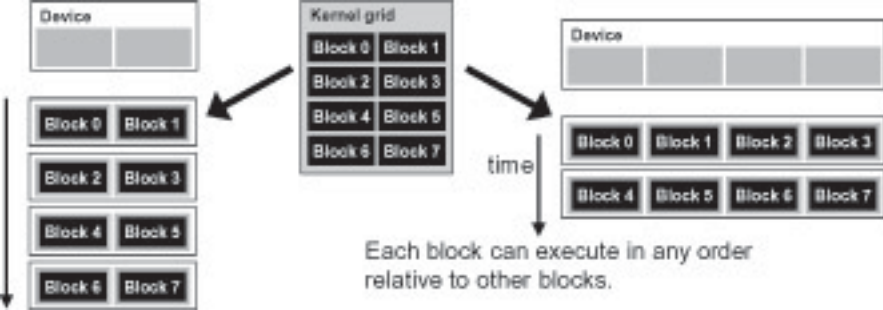 Device
Block 0 Block 1
Block 2 Block 3
Block 4 Block 5
Block 6 Block 7
Kernel grid
Block 0 Block 1
Block 2 Block 3
Block 4 Block 5
Block 6 Block 7
Device
Block 0 Block 1 Block 2 Block 3
Block 4 Block 5 Block 6 Block 7
time
Each block can execute in any order
relative to other blocks.